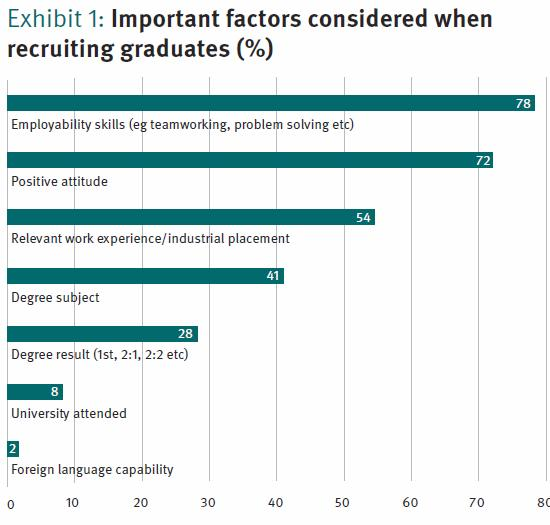 Exhibit 1: Important factors considered when
recruiting graduates (%)
78
Employability skills (eg teamworking, problem solving etc)
72
Positive attitude
54
Relevant work experience/industrial placement
41
Degree subject
28
Degree result (1st, 2:1, 2:2 etc)
8
University attended
2
Foreign language capability
0 10 20 30 40 50 60 70 80